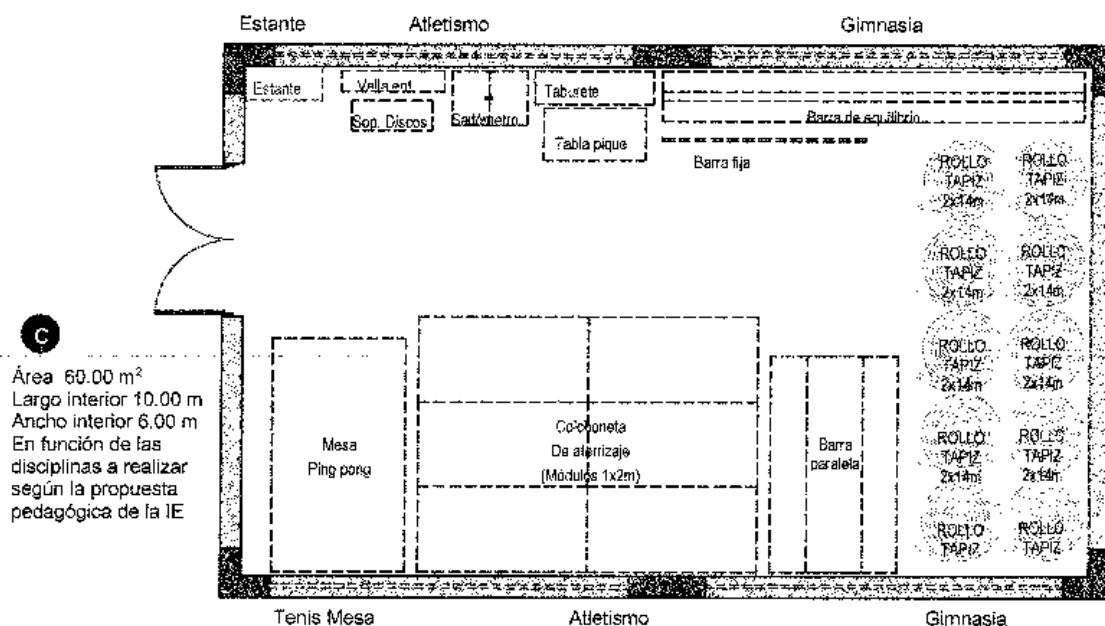 Estante
Atletismo
Gimnasia
Estante
Valla ent.
Taburete
Sop. Discos
Saltómetro
Barra de equilibrio
Tabla pique
Barra fija
ROLLO
TAPIZ
2x14m
ROLLO
TAPIZ
2x14m
ROLLO
TAPIZ
2x14m
ROLLO
TAPIZ
2x14m
C
Área 60.00 m²
Largo interior 10.00 m
Ancho interior 6.00 m
En función de las
disciplinas a realizar
según la propuesta
pedagógica de la IE
Mesa
Ping pong
Colchoneta
De aterrizaje
(Módulos 1x2m)
Barra
paralela
ROLLO
TAPIZ
2x14m
ROLLO
TAPIZ
2x14m
ROLLO
TAPIZ
2x14m
ROLLO
TAPIZ
2x14m
ROLLO
TAPIZ
ROLLO
TAPIZ
Tenis Mesa
Atletismo
Gimnasia